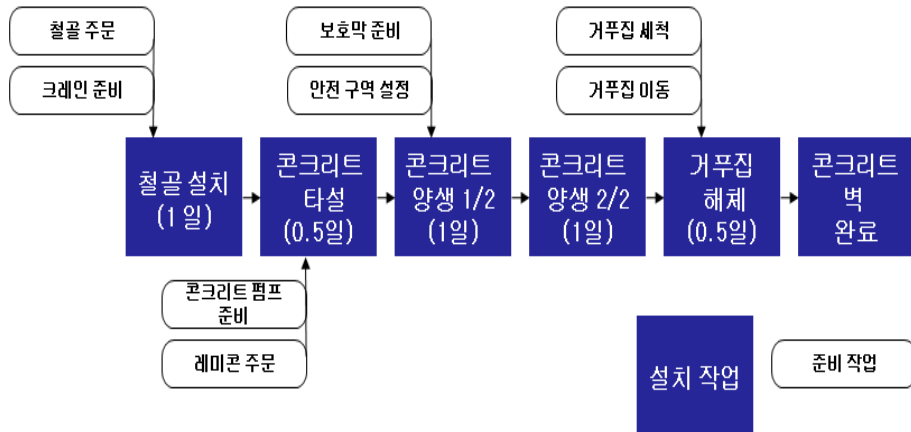 철골 주문
보호막 준비
거푸집 세척
크레인 준비
안전 구역 설정
거푸집 이동
철골 설치
(1 일)
콘크리트
타설
(0.5일)
콘크리트
양생 1/2
(1일)
콘크리트
양생 2/2
(1일)
거푸집
해체
(0.5일)
콘크리트
벽
완료
콘크리트 펌프
준비
레미콘 주문
설치 작업
준비 작업